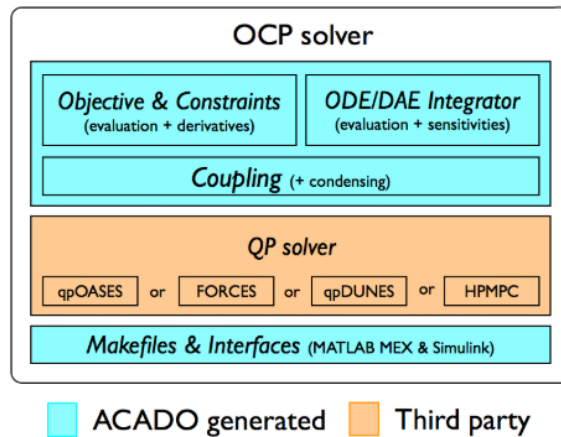 OCP solver
Objective & Constraints
(evaluation + derivatives)
ODE/DAE Integrator
(evaluation + sensitivities)
Coupling (+ condensing)
QP solver
qpOASES or FORCES or qpDUNES or HPMPC
Makefiles & Interfaces (MATLAB MEX & Simulink)
ACADO generated
Third party